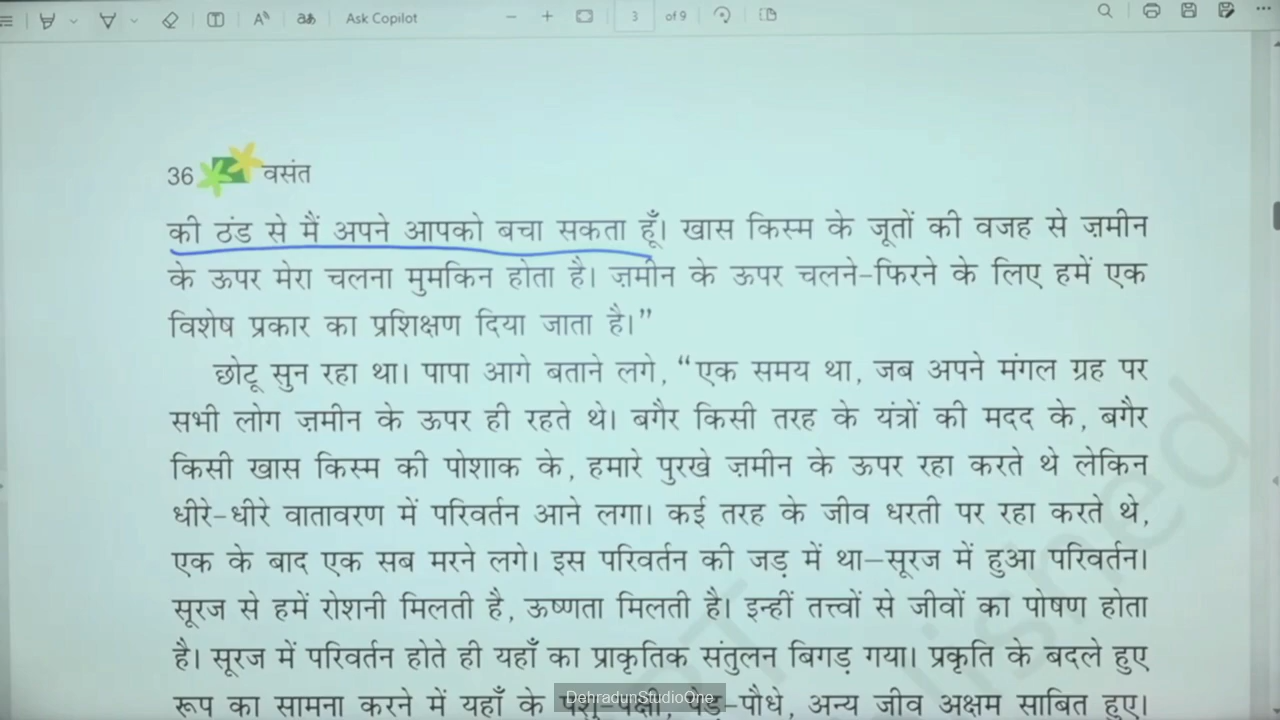 Ask Copilot
3 of 9
36 वसंत
की ठंड से मैं अपने आपको बचा सकता हूँ। खास किस्म के जूतों की वजह से ज़मीन
के ऊपर मेरा चलना मुमकिन होता है। ज़मीन के ऊपर चलने-फिरने के लिए हमें एक
विशेष प्रकार का प्रशिक्षण दिया जाता है।”
छोटू सुन रहा था। पापा आगे बताने लगे, “एक समय था, जब अपने मंगल ग्रह पर
सभी लोग ज़मीन के ऊपर ही रहते थे। बगैर किसी तरह के यंत्रों की मदद के, बगैर
किसी खास किस्म की पोशाक के, हमारे पुरखे ज़मीन के ऊपर रहा करते थे लेकिन
धीरे-धीरे वातावरण में परिवर्तन आने लगा। कई तरह के जीव धरती पर रहा करते थे,
एक के बाद एक सब मरने लगे। इस परिवर्तन की जड़ में था–सूरज में हुआ परिवर्तन।
सूरज से हमें रोशनी मिलती है, ऊष्णता मिलती है। इन्हीं तत्त्वों से जीवों का पोषण होता
है। सूरज में परिवर्तन होते ही यहाँ का प्राकृतिक संतुलन बिगड़ गया। प्रकृति के बदले हुए
रूप का सामना करने में यहाँ के पशु-पक्षी, पेड़-पौधे, अन्य जीव अक्षम साबित हुए।
DehradunStudioOne